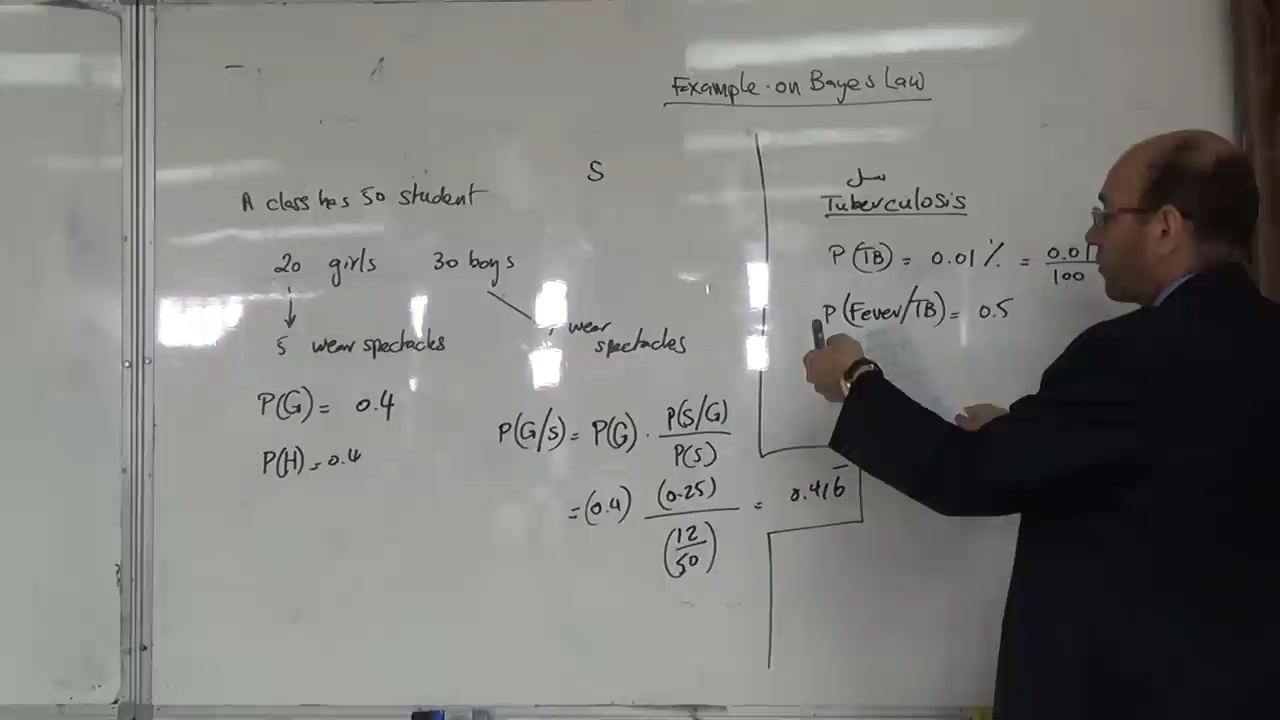 Example on Bayes Law
S
A class has 50 student
20 girls 30 boys
↓
5 wear spectacles
wear
spectacles
P(G) = 0.4
P(H) = 0.4
P(G/S) = P(G) · P(S/G) / P(S)
= (0.4) (0.25) / (12/50) = 0.416̅
سل
Tuberculosis
P(TB) = 0.01% = 0.01 / 100
P(Fever/TB) = 0.5